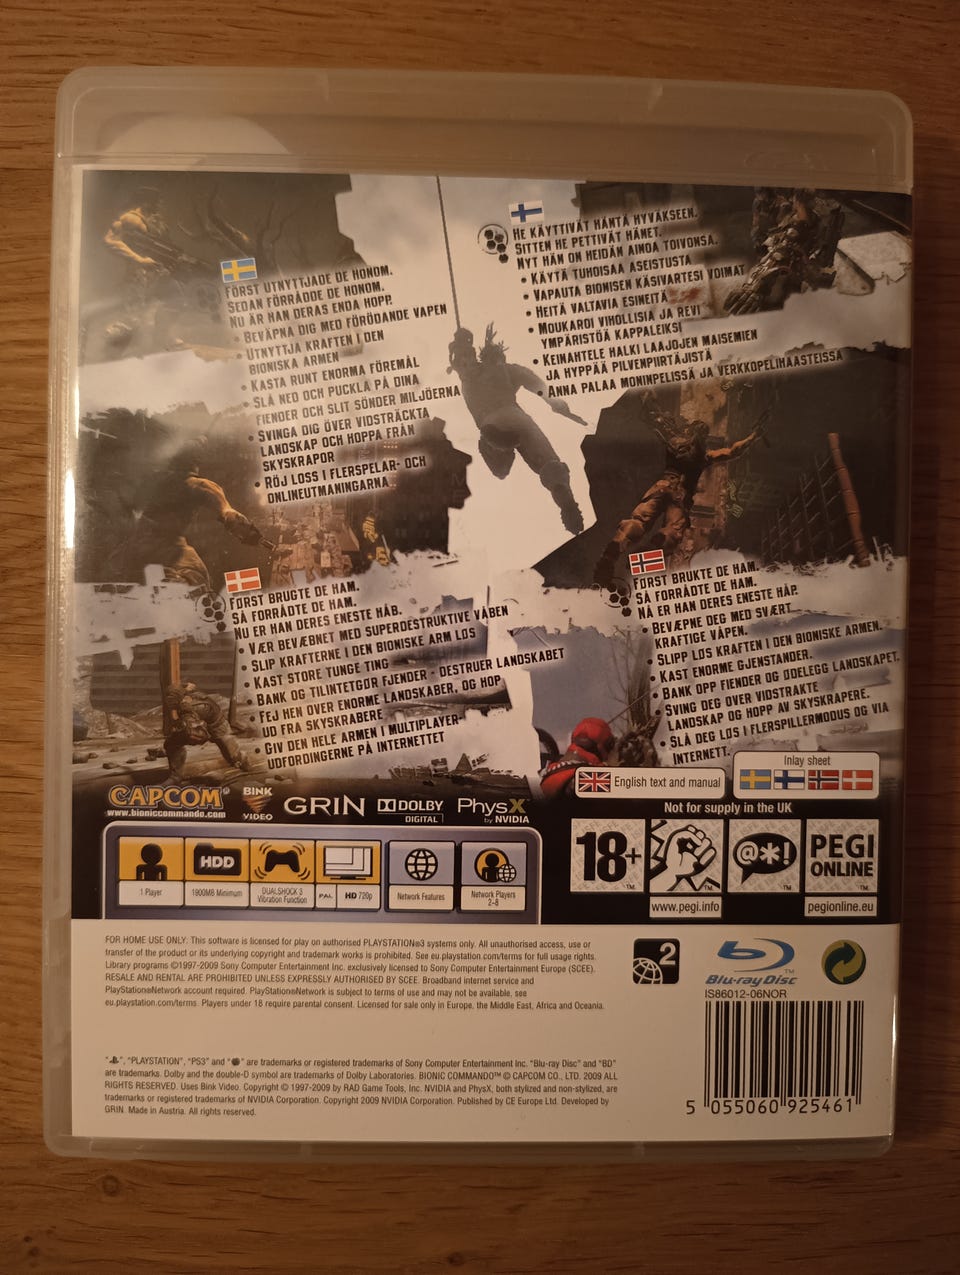 FÖRST UTNYTTJADE DE HONOM.
SEDAN FÖRRÅDDE DE HONOM.
NU ÄR HAN DERAS ENDA HOPP.
• BEVÄPNA DIG MED FÖRÖDANDE VAPEN
• UTNYTTJA KRAFTEN I DEN
BIONISKA ARMEN
• KASTA RUNT ENORMA FÖREMÅL
• SLÅ NED OCH PUCKLA PÅ DINA
FIENDER OCH SLIT SÖNDER MILJÖERNA
• SVINGA DIG ÖVER VIDSTRÄCKTA
LANDSKAP OCH HOPPA FRÅN
SKYSKRAPOR
• RÖJ LOSS I FLERSPELAR- OCH
ONLINEUTMANINGARNA
HE KÄYTTIVÄT HÄNTÄ HYVÄKSEEN.
SITTEN HE PETTIVÄT HÄNET.
NYT HÄN ON HEIDÄN AINOA TOIVONSA.
• KÄYTÄ TUHOISAA ASEISTUSTA
• VAPAUTA BIONISEN KÄSIVARTESI VOIMAT
• HEITÄ VALTAVIA ESINEITÄ
• MOUKAROI VIHOLLISIA JA REVI
YMPÄRISTÖÄ KAPPALEIKSI
• KEINAHTELE HALKI LAAJOJEN MAISEMIEN
JA HYPPÄÄ PILVENPIIRTÄJISTÄ
• ANNA PALAA MONINPELISSÄ JA VERKKOPELIHAASTEISSA
FØRST BRUGTE DE HAM.
SÅ FORRÅDTE DE HAM.
NU ER HAN DERES ENESTE HÅB.
• VÆR BEVÆBNET MED SUPERDESTRUKTIVE VÅBEN
• SLIP KRAFTERNE I DEN BIONISKE ARM LØS
• KAST STORE TUNGE TING
• BANK OG TILINTETGØR FJENDER - DESTRUER LANDSKABET
• FEJ HEN OVER ENORME LANDSKABER, OG HOP
UD FRA SKYSKRABERE
• GIV DEN HELE ARMEN I MULTIPLAYER-
UDFORDINGERNE PÅ INTERNETTET
FØRST BRUKTE DE HAM.
SÅ FORRÅDTE DE HAM.
NÅ ER HAN DERES ENESTE HÅP.
• BEVÆPNE DEG MED SVÆRT
KRAFTIGE VÅPEN.
• SLIPP LØS KRAFTEN I DEN BIONISKE ARMEN.
• KAST ENORME GJENSTANDER.
• BANK OPP FIENDER OG ØDELEGG LANDSKAPET.
• SVING DEG OVER VIDSTRAKTE
LANDSKAP OG HOPP AV SKYSKRAPERE.
• SLÅ DEG LØS I FLERSPILLERMODUS OG VIA
INTERNETT.
English text and manual
Inlay sheet
Not for supply in the UK
CAPCOM®
www.bioniccommando.com
BINK
VIDEO
GRIN
DOLBY
DIGITAL
PhysX™
by NVIDIA
1 Player
HDD
1900MB Minimum
DUALSHOCK 3
Vibration Function
PAL
HD 720p
Network Features
Network Players
2-8
18+
™
www.pegi.info
@*!
PEGI
ONLINE
pegionline.eu
FOR HOME USE ONLY: This software is licensed for play on authorised PLAYSTATION®3 systems only. All unauthorised access, use or
transfer of the product or its underlying copyright and trademark works is prohibited. See eu.playstation.com/terms for full usage rights.
Library programs ©1997-2009 Sony Computer Entertainment Inc. exclusively licensed to Sony Computer Entertainment Europe (SCEE).
RESALE AND RENTAL ARE PROHIBITED UNLESS EXPRESSLY AUTHORISED BY SCEE. Broadband internet service and
PlayStation®Network account required. PlayStation®Network is subject to terms of use and may not be available, see
eu.playstation.com/terms. Players under 18 require parental consent. Licensed for sale only in Europe, the Middle East, Africa and Oceania.
2
Blu-ray Disc™
IS86012-06NOR
" ", "PLAYSTATION", "PS3" and " " are trademarks or registered trademarks of Sony Computer Entertainment Inc. "Blu-ray Disc" and "BD"
are trademarks. Dolby and the double-D symbol are trademarks of Dolby Laboratories. BIONIC COMMANDO™ © CAPCOM CO., LTD. 2009 ALL
RIGHTS RESERVED. Uses Bink Video. Copyright © 1997-2009 by RAD Game Tools, Inc. NVIDIA and PhysX, both stylized and non-stylized, are
trademarks or registered trademarks of NVIDIA Corporation. Copyright 2009 NVIDIA Corporation. Published by CE Europe Ltd. Developed by
GRIN. Made in Austria. All rights reserved.
5 055060 925461